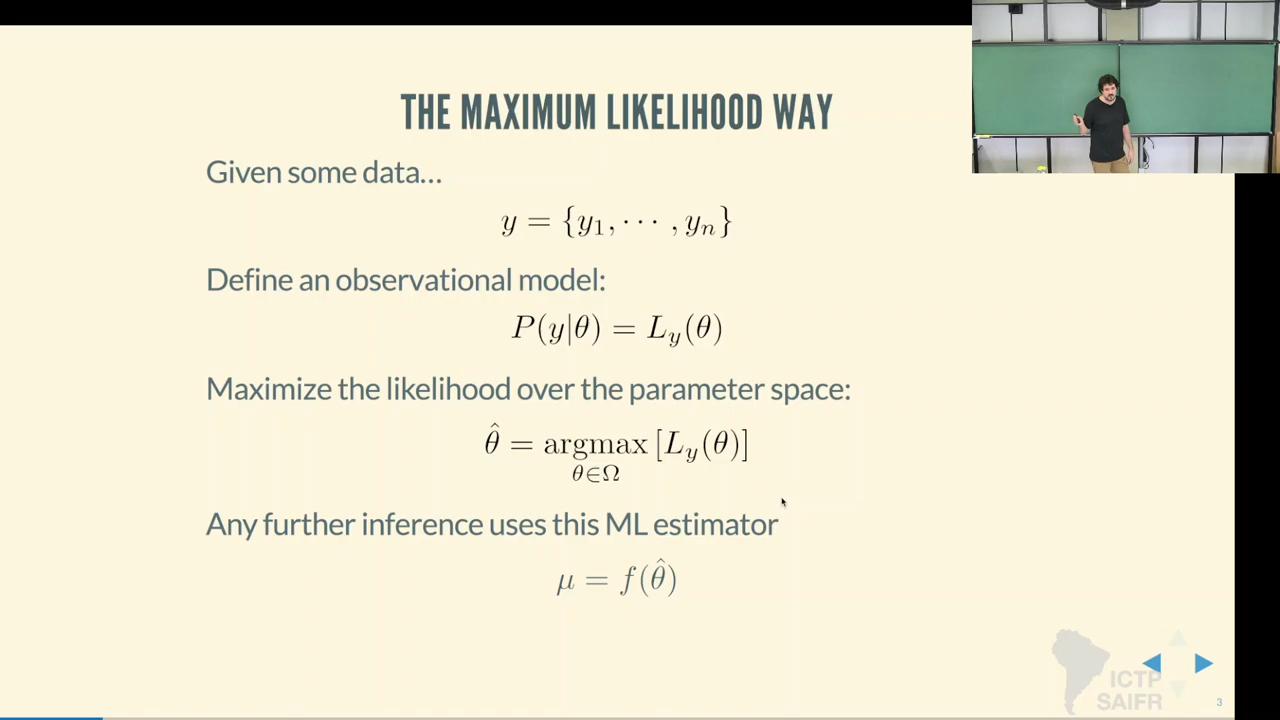 THE MAXIMUM LIKELIHOOD WAY
Given some data…
y = {y₁, ⋯ , yₙ}
Define an observational model:
P(y|θ) = L_y(θ)
Maximize the likelihood over the parameter space:
θ̂ = argmax [L_y(θ)]
θ∈Ω
Any further inference uses this ML estimator
μ = f(θ̂)
ICTP
SAIFR
3